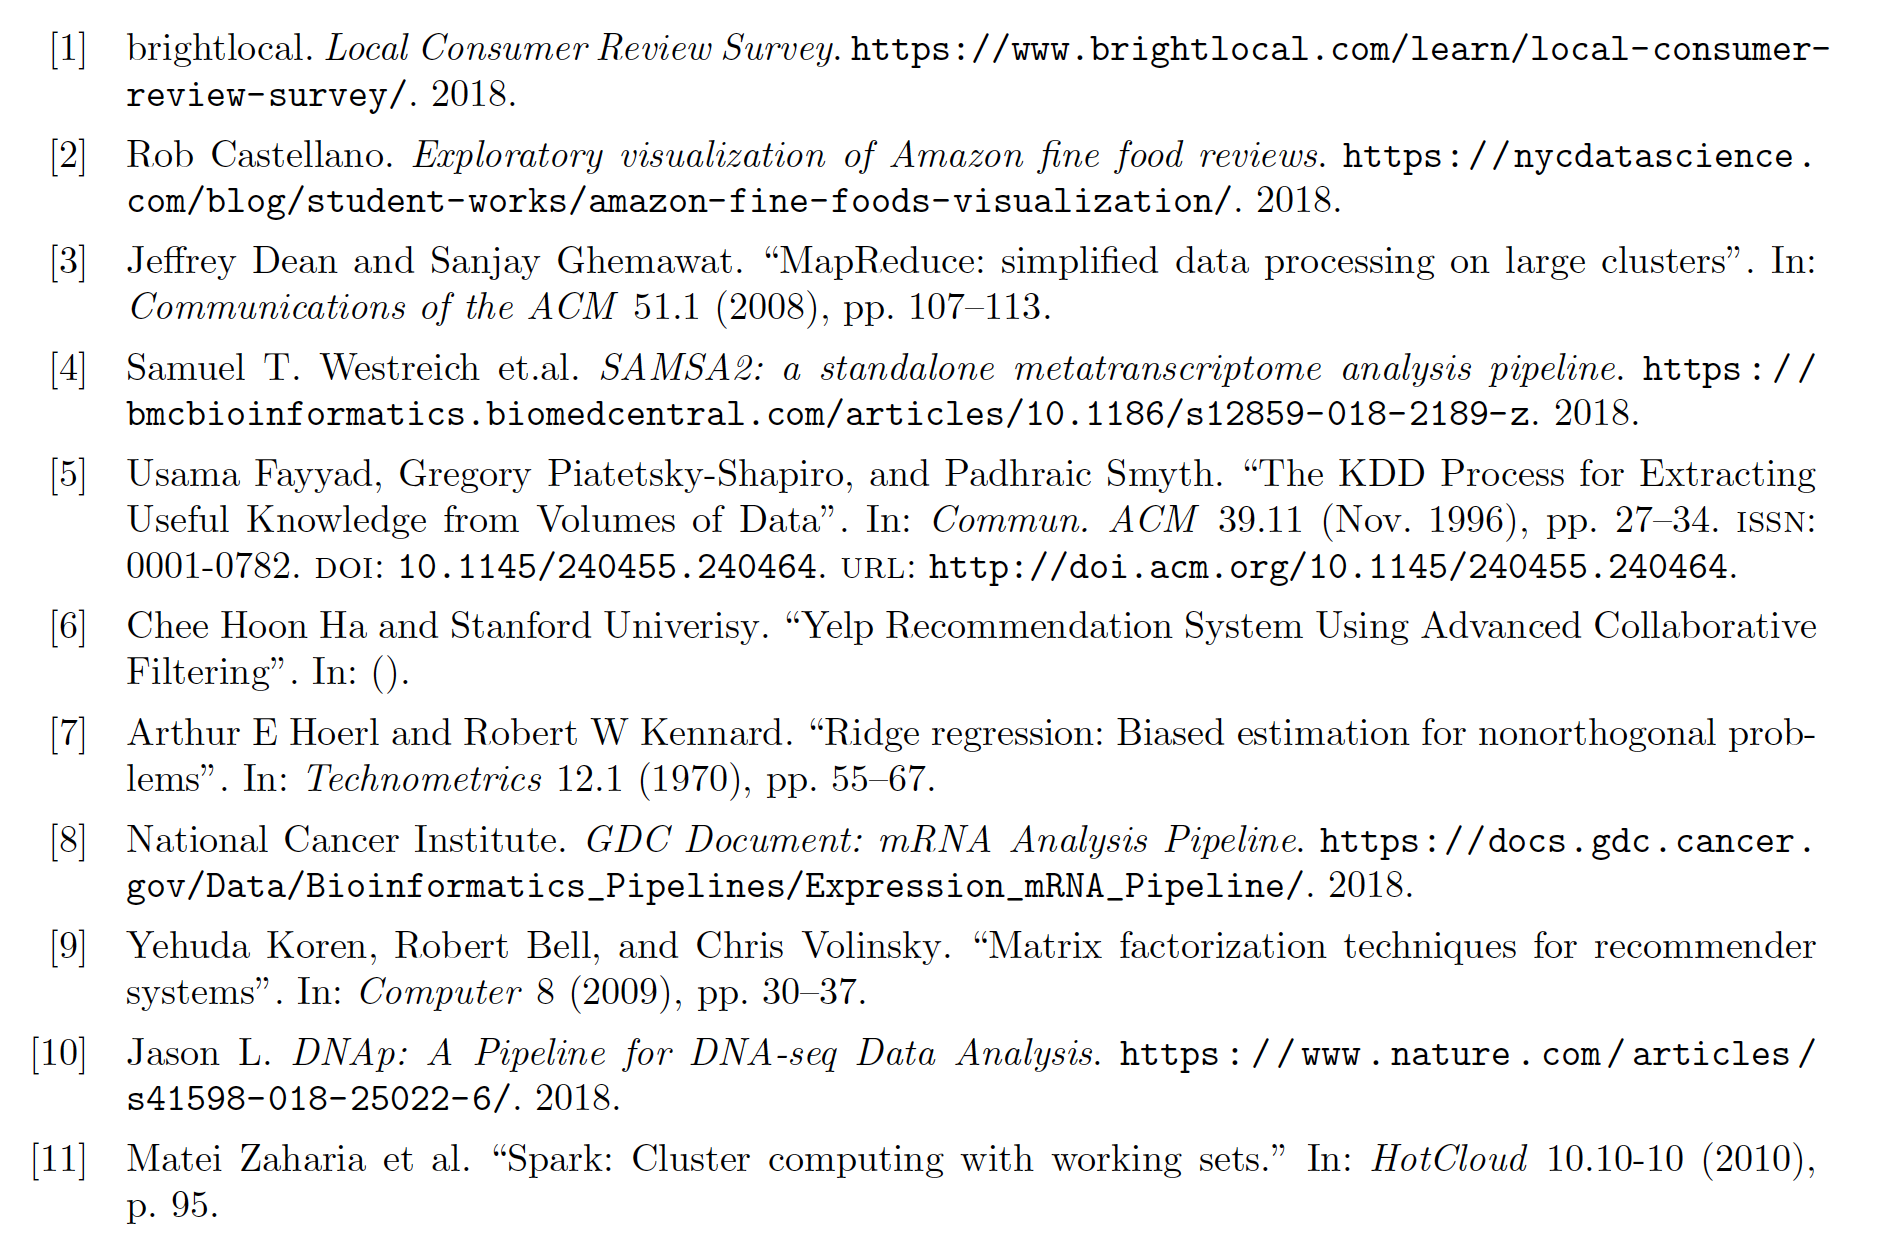 [1] brightlocal. Local Consumer Review Survey. https://www.brightlocal.com/learn/local-consumer-
review-survey/. 2018.
[2] Rob Castellano. Exploratory visualization of Amazon fine food reviews. https://nycdatascience.
com/blog/student-works/amazon-fine-foods-visualization/. 2018.
[3] Jeffrey Dean and Sanjay Ghemawat. “MapReduce: simplified data processing on large clusters”. In:
Communications of the ACM 51.1 (2008), pp. 107–113.
[4] Samuel T. Westreich et.al. SAMSA2: a standalone metatranscriptome analysis pipeline. https://
bmcbioinformatics.biomedcentral.com/articles/10.1186/s12859-018-2189-z. 2018.
[5] Usama Fayyad, Gregory Piatetsky-Shapiro, and Padhraic Smyth. “The KDD Process for Extracting
Useful Knowledge from Volumes of Data”. In: Commun. ACM 39.11 (Nov. 1996), pp. 27–34. ISSN:
0001-0782. DOI: 10.1145/240455.240464. URL: http://doi.acm.org/10.1145/240455.240464.
[6] Chee Hoon Ha and Stanford Univerisy. “Yelp Recommendation System Using Advanced Collaborative
Filtering”. In: ().
[7] Arthur E Hoerl and Robert W Kennard. “Ridge regression: Biased estimation for nonorthogonal prob-
lems”. In: Technometrics 12.1 (1970), pp. 55–67.
[8] National Cancer Institute. GDC Document: mRNA Analysis Pipeline. https://docs.gdc.cancer.
gov/Data/Bioinformatics_Pipelines/Expression_mRNA_Pipeline/. 2018.
[9] Yehuda Koren, Robert Bell, and Chris Volinsky. “Matrix factorization techniques for recommender
systems”. In: Computer 8 (2009), pp. 30–37.
[10] Jason L. DNAp: A Pipeline for DNA-seq Data Analysis. https://www.nature.com/articles/
s41598-018-25022-6/. 2018.
[11] Matei Zaharia et al. “Spark: Cluster computing with working sets.” In: HotCloud 10.10-10 (2010),
p. 95.